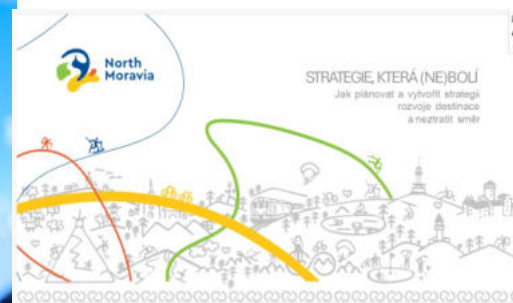 North
Moravia
STRATEGIE, KTERÁ (NE)BOLÍ
Jak plánovat a vytvořit strategii
rozvoje destinace
a neztratit směr